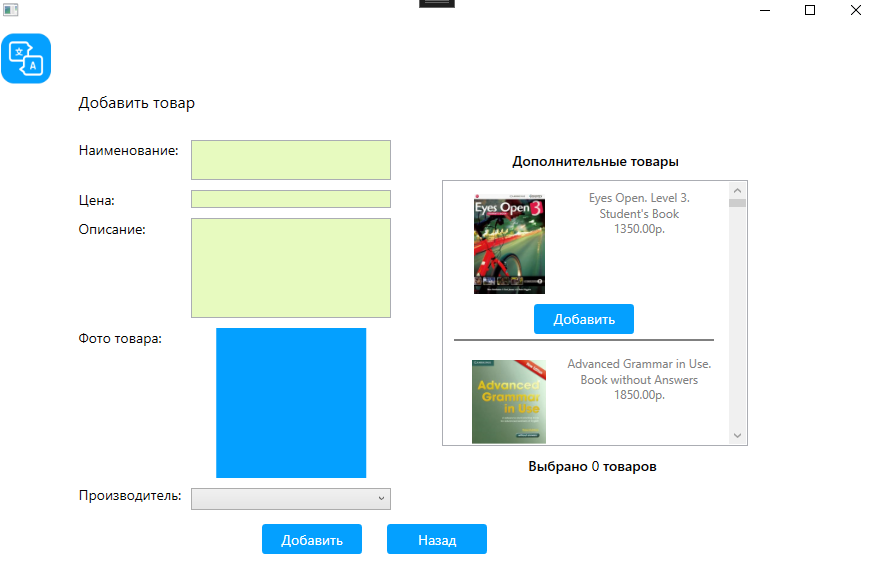 Добавить товар
Наименование:
Цена:
Описание:
Фото товара:
Производитель:
Добавить
Назад
Дополнительные товары
Eyes Open 3
Eyes Open. Level 3.
Student's Book
1350.00р.
Добавить
Advanced
Grammar
in Use
Advanced Grammar in Use.
Book without Answers
1850.00р.
Выбрано 0 товаров